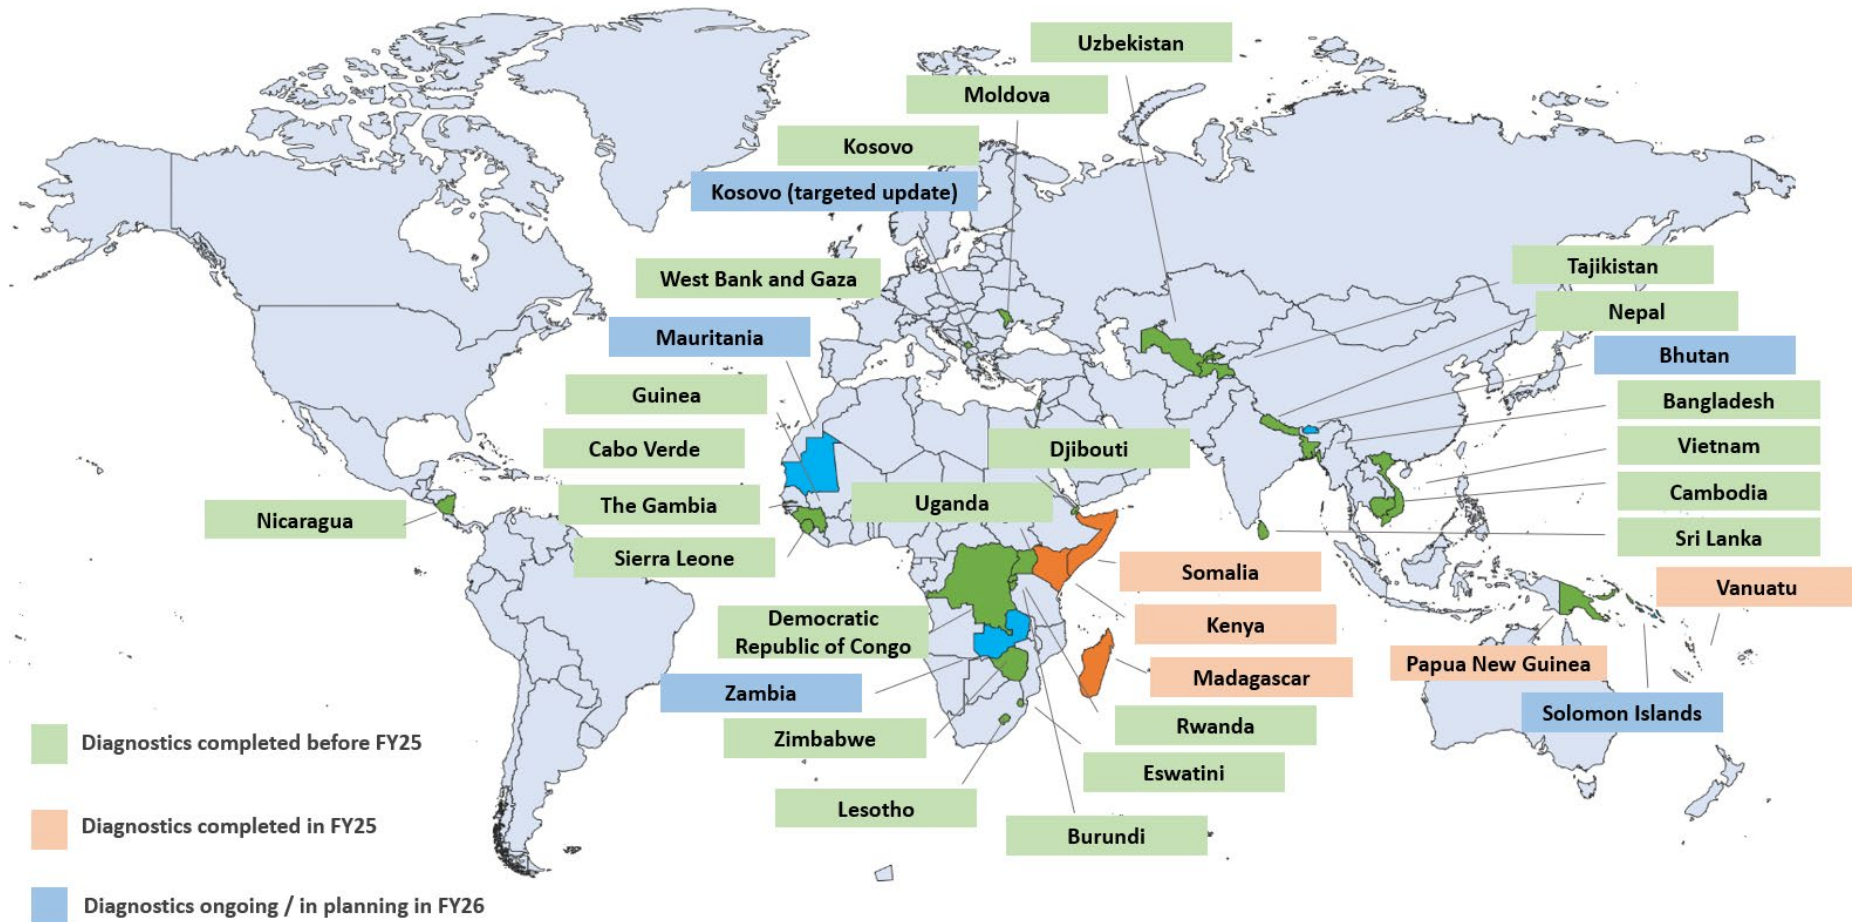 Uzbekistan
Moldova
Kosovo
Kosovo (targeted update)
West Bank and Gaza
Tajikistan
Nepal
Mauritania
Bhutan
Guinea
Bangladesh
Cabo Verde
Djibouti
Vietnam
The Gambia
Uganda
Cambodia
Nicaragua
Sierra Leone
Sri Lanka
Somalia
Vanuatu
Democratic
Republic of Congo
Kenya
Papua New Guinea
Madagascar
Zambia
Solomon Islands
Rwanda
Zimbabwe
Eswatini
Lesotho
Burundi
Diagnostics completed before FY25
Diagnostics completed in FY25
Diagnostics ongoing / in planning in FY26